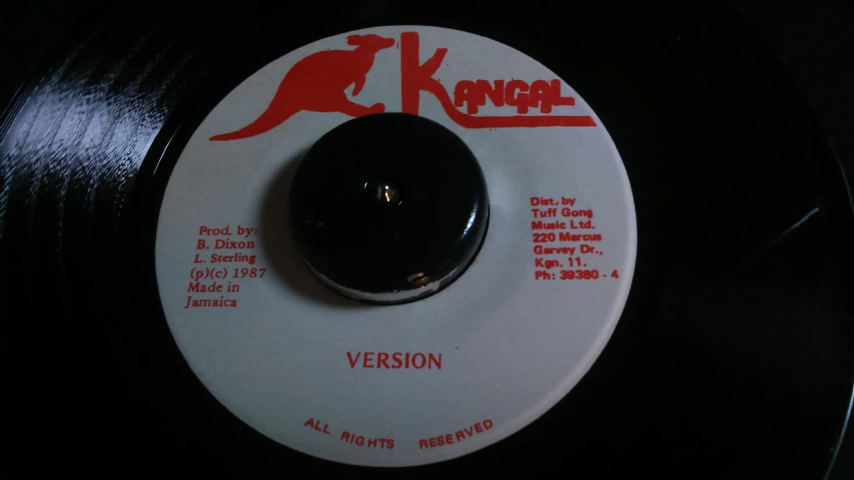 KANGAL
Prod. by:
B. Dixon
L. Sterling
(p)(c) 1987
Made in
Jamaica
Dist. by
Tuff Gong
Music Ltd.
220 Marcus
Garvey Dr.,
Kgn. 11.
Ph: 39380 - 4
VERSION
ALL RIGHTS RESERVED